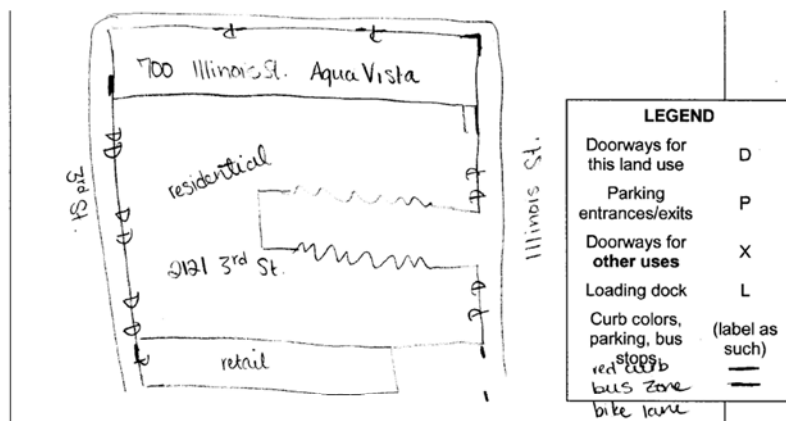 P P
700 Illinois St. Aqua Vista
3rd St.
D D
residential
Illinois St.
D D
D D
2121 3rd St.
D D
D D
P
retail
LEGEND
Doorways for this land use D
Parking entrances/exits P
Doorways for other uses X
Loading dock L
Curb colors, parking, bus stops (label as such)
red curb
bus zone
bike lane